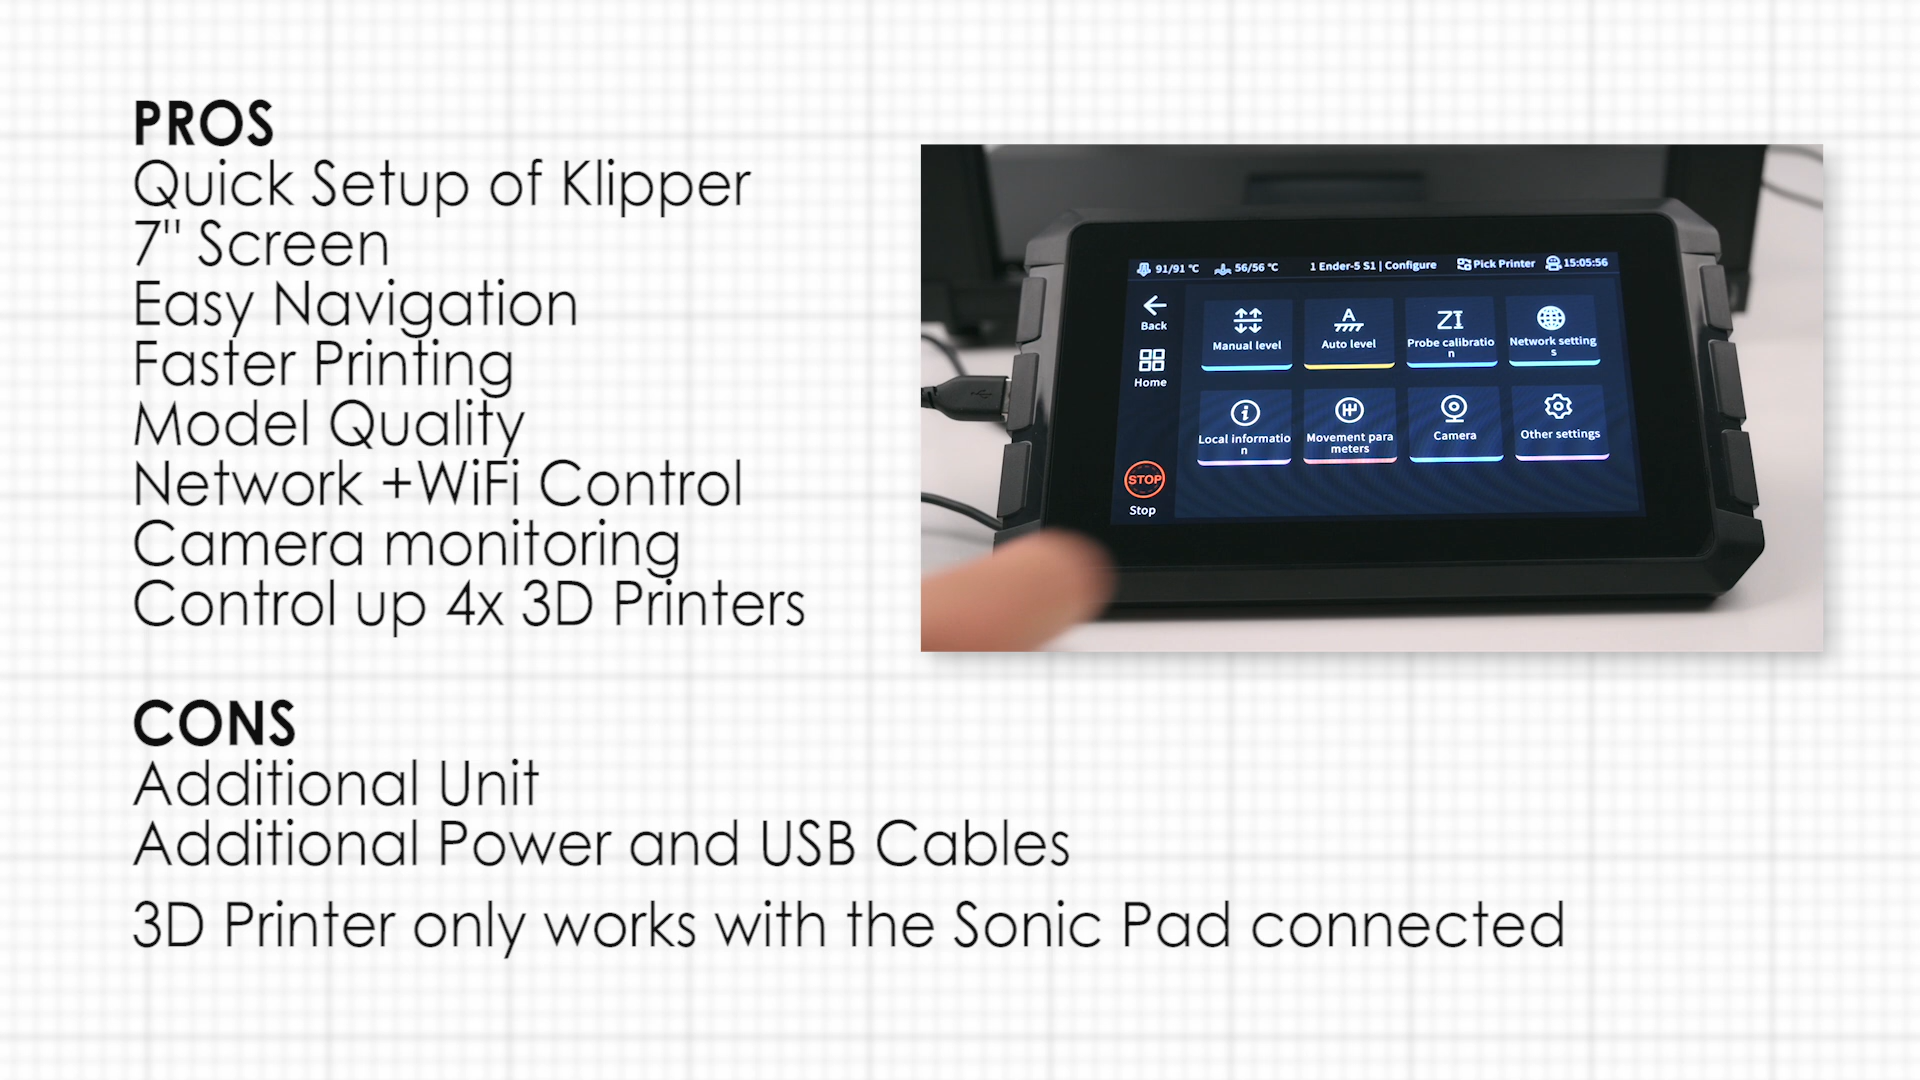 PROS
Quick Setup of Klipper
7" Screen
Easy Navigation
Faster Printing
Model Quality
Network +WiFi Control
Camera monitoring
Control up 4x 3D Printers
CONS
Additional Unit
Additional Power and USB Cables
3D Printer only works with the Sonic Pad connected
91/91 °C 56/56 °C 1 Ender-5 S1 | Configure Pick Printer 15:05:56
Back
Home
STOP
Stop
Manual level
A
Auto level
Probe calibratio
n
Network setting
s
Local informatio
n
Movement para
meters
Camera
Other settings